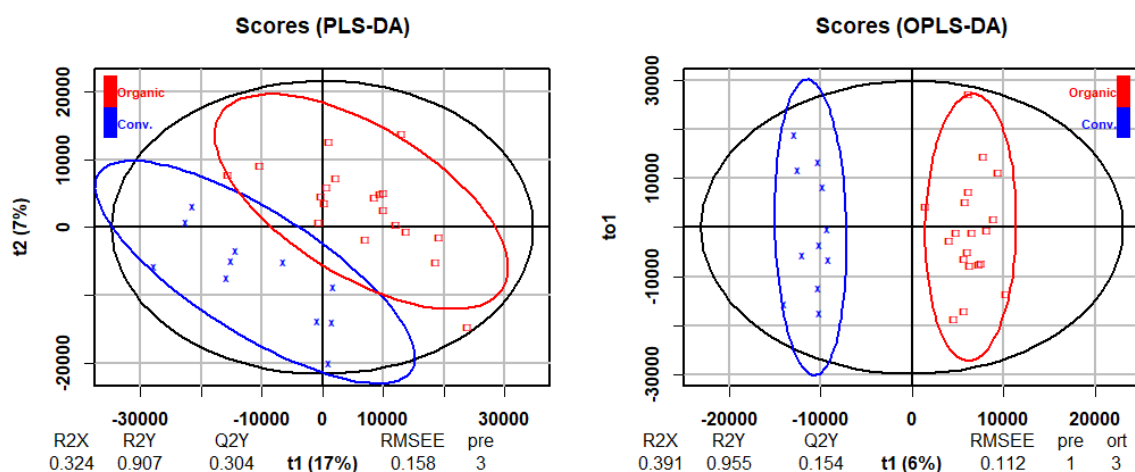 Scores (PLS-DA)
Organic
Conv.
20000
10000
0
-20000
t2 (7%)
-30000 -10000 0 10000 30000
R2X R2Y Q2Y RMSEE pre
0.324 0.907 0.304 t1 (17%) 0.158 3
Scores (OPLS-DA)
Organic
Conv.
30000
10000
0
-10000
-30000
to1
-20000 -10000 0 10000 20000
R2X R2Y Q2Y RMSEE pre ort
0.391 0.955 0.154 t1 (6%) 0.112 1 3